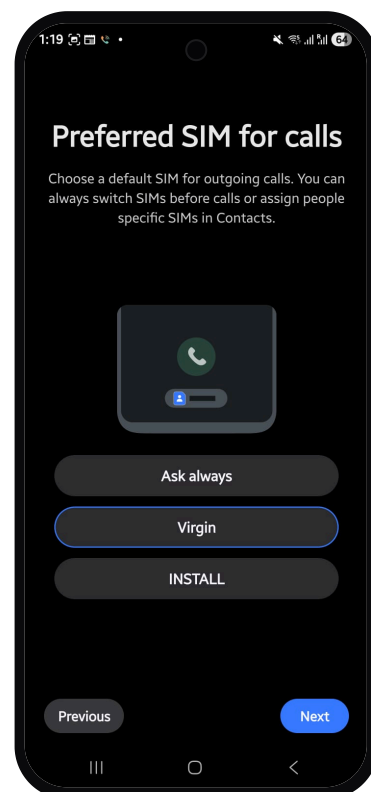 1:19
64
Preferred SIM for calls
Choose a default SIM for outgoing calls. You can
always switch SIMs before calls or assign people
specific SIMs in Contacts.
Ask always
Virgin
INSTALL
Previous
Next